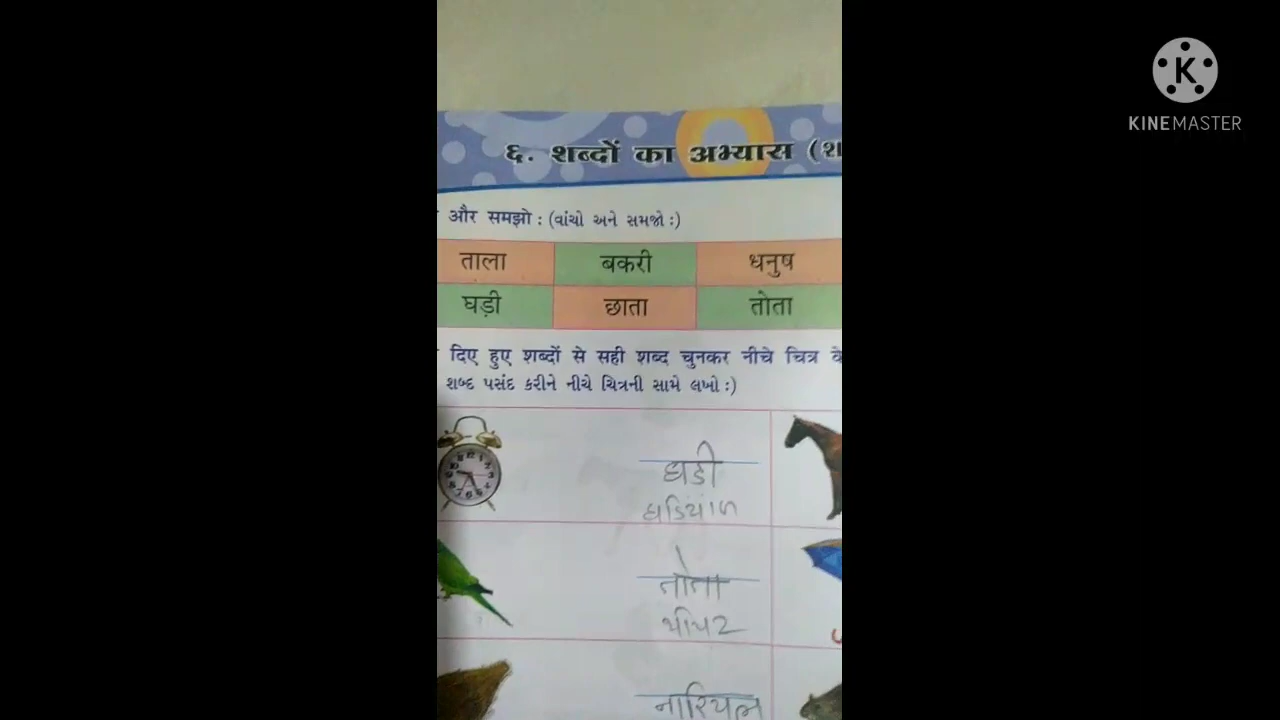 ६. शब्दों का अभ्यास (श
और समझो : (વાંચો અને સમજો :)
ताला बकरी धनुष
घड़ी छाता तोता
दिए हुए शब्दों से सही शब्द चुनकर नीचे चित्र के
શબ્દ પસંદ કરીને નીચે ચિત્રની સામે લખો :)
घडी
ઘડિયાળ
तोता
પોપટ
नारियल
K
KINEMASTER